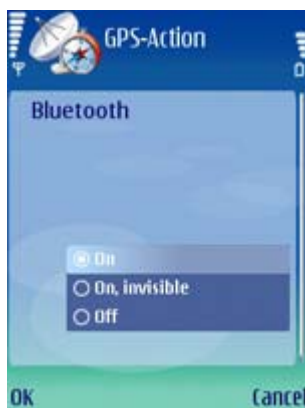 GPS-Action
Bluetooth
On
On, invisible
Off
OK Cancel